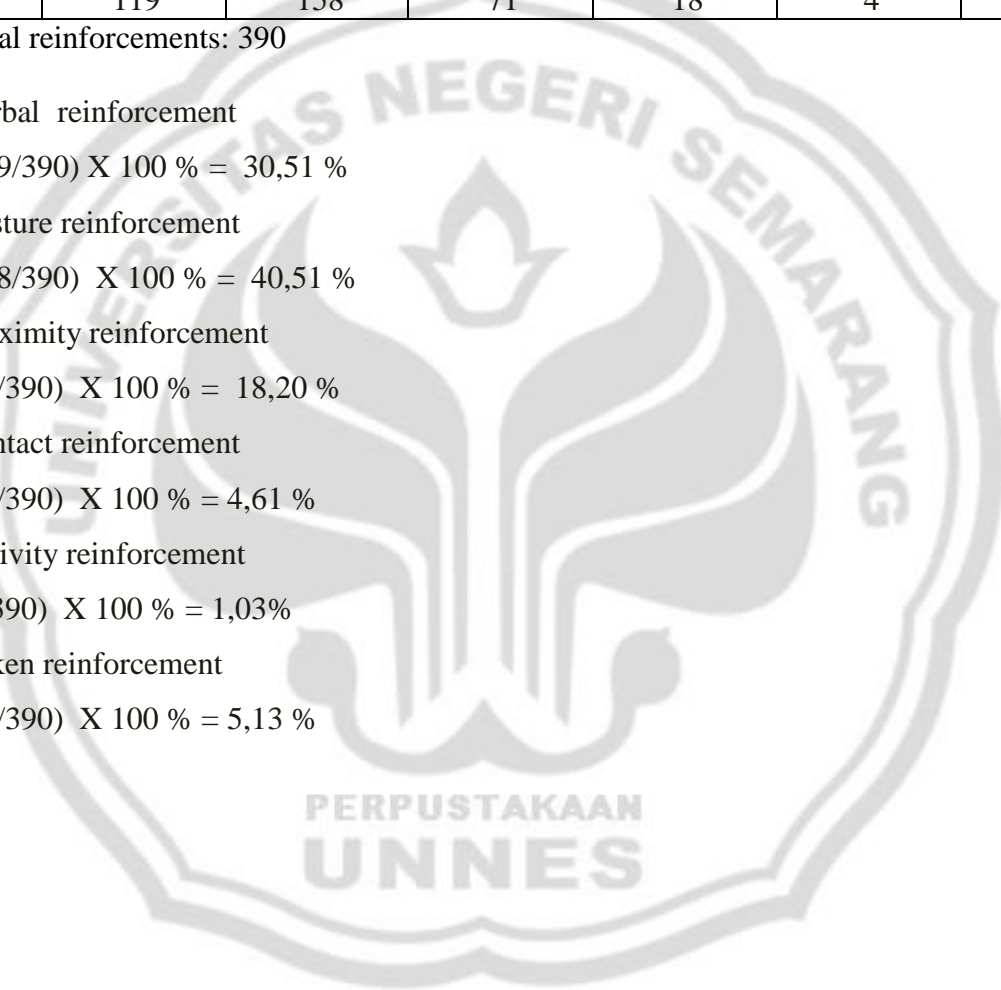 119 158 71 18 4
al reinforcements: 390
rbal reinforcement
9/390) X 100 % = 30,51 %
sture reinforcement
8/390) X 100 % = 40,51 %
ximity reinforcement
/390) X 100 % = 18,20 %
ntact reinforcement
/390) X 100 % = 4,61 %
ivity reinforcement
390) X 100 % = 1,03%
ken reinforcement
/390) X 100 % = 5,13 %
UNIVERSITAS NEGERI SEMARANG
PERPUSTAKAAN
UNNES